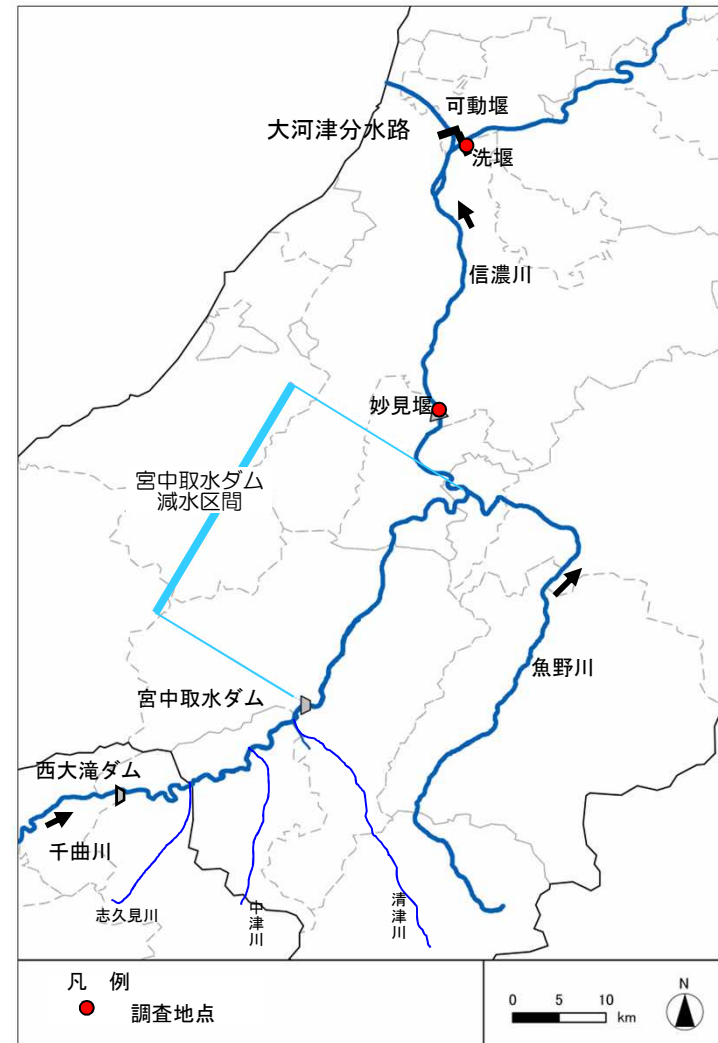 可動堰
大河津分水路
洗堰
信濃川
妙見堰
宮中取水ダム
減水区間
魚野川
宮中取水ダム
西大滝ダム
千曲川
志久見川
中津川
清津川
凡 例
調査地点
0 5 10
km
N